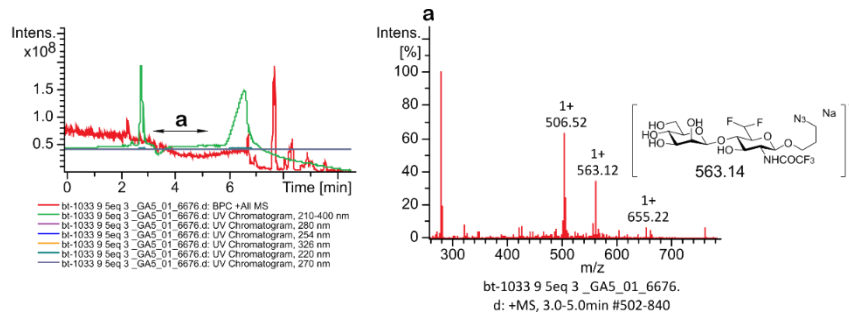 Intens.
x10⁸
1.5
1.0
0.5
a
0 2 4 6 Time [min]
bt-1033 9 5eq 3 _GA5_01_6676.d: BPC +All MS
bt-1033 9 5eq 3 _GA5_01_6676.d: UV Chromatogram, 210-400 nm
bt-1033 9 5eq 3 _GA5_01_6676.d: UV Chromatogram, 280 nm
bt-1033 9 5eq 3 _GA5_01_6676.d: UV Chromatogram, 254 nm
bt-1033 9 5eq 3 _GA5_01_6676.d: UV Chromatogram, 326 nm
bt-1033 9 5eq 3 _GA5_01_6676.d: UV Chromatogram, 220 nm
bt-1033 9 5eq 3 _GA5_01_6676.d: UV Chromatogram, 270 nm
a
Intens.
[%]
100
80
60
40
20
0
1+
506.52
1+
563.12
1+
655.22
HO OH
HO
HO
O
O
HO
F F
O
O
NHCOCF₃
N₃
Na
563.14
300 400 500 600 700
m/z
bt-1033 9 5eq 3 _GA5_01_6676.
d: +MS, 3.0-5.0min #502-840